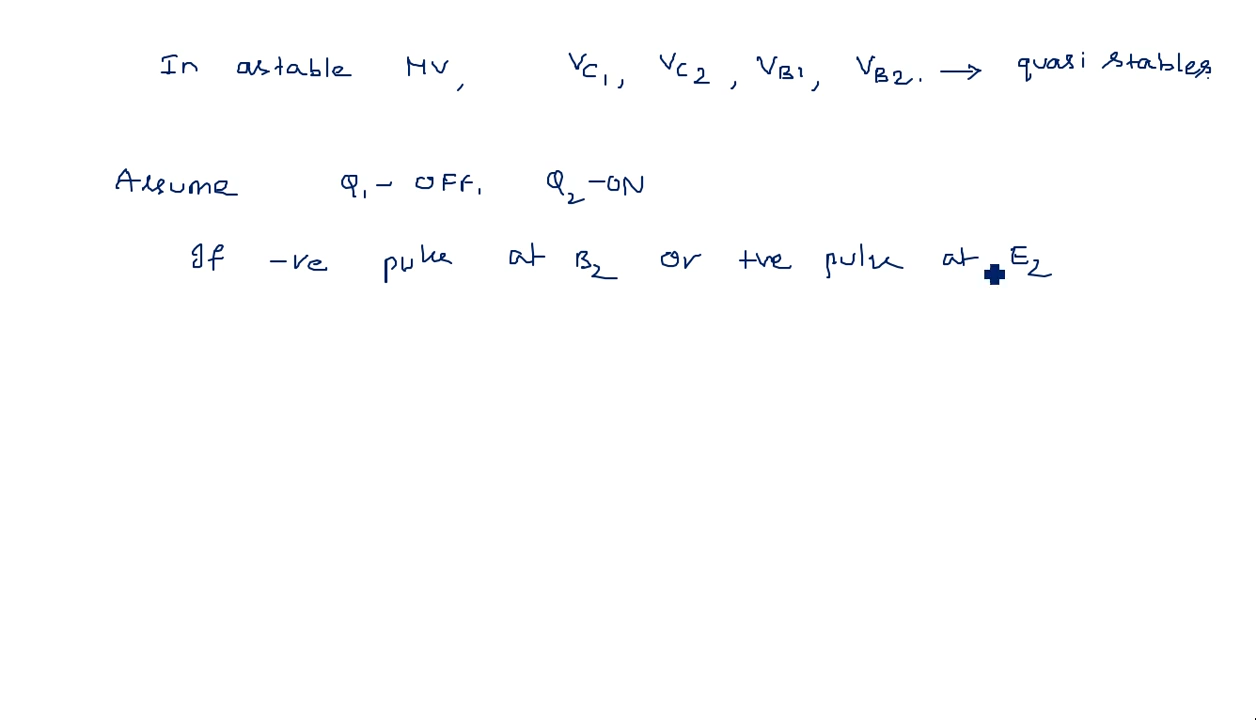 In astable MV, VC1, VC2, VB1, VB2. → quasi stables.
Assume Q1 - OFF. Q2 - ON
If -ve pulse at B2 or +ve pulse at E2